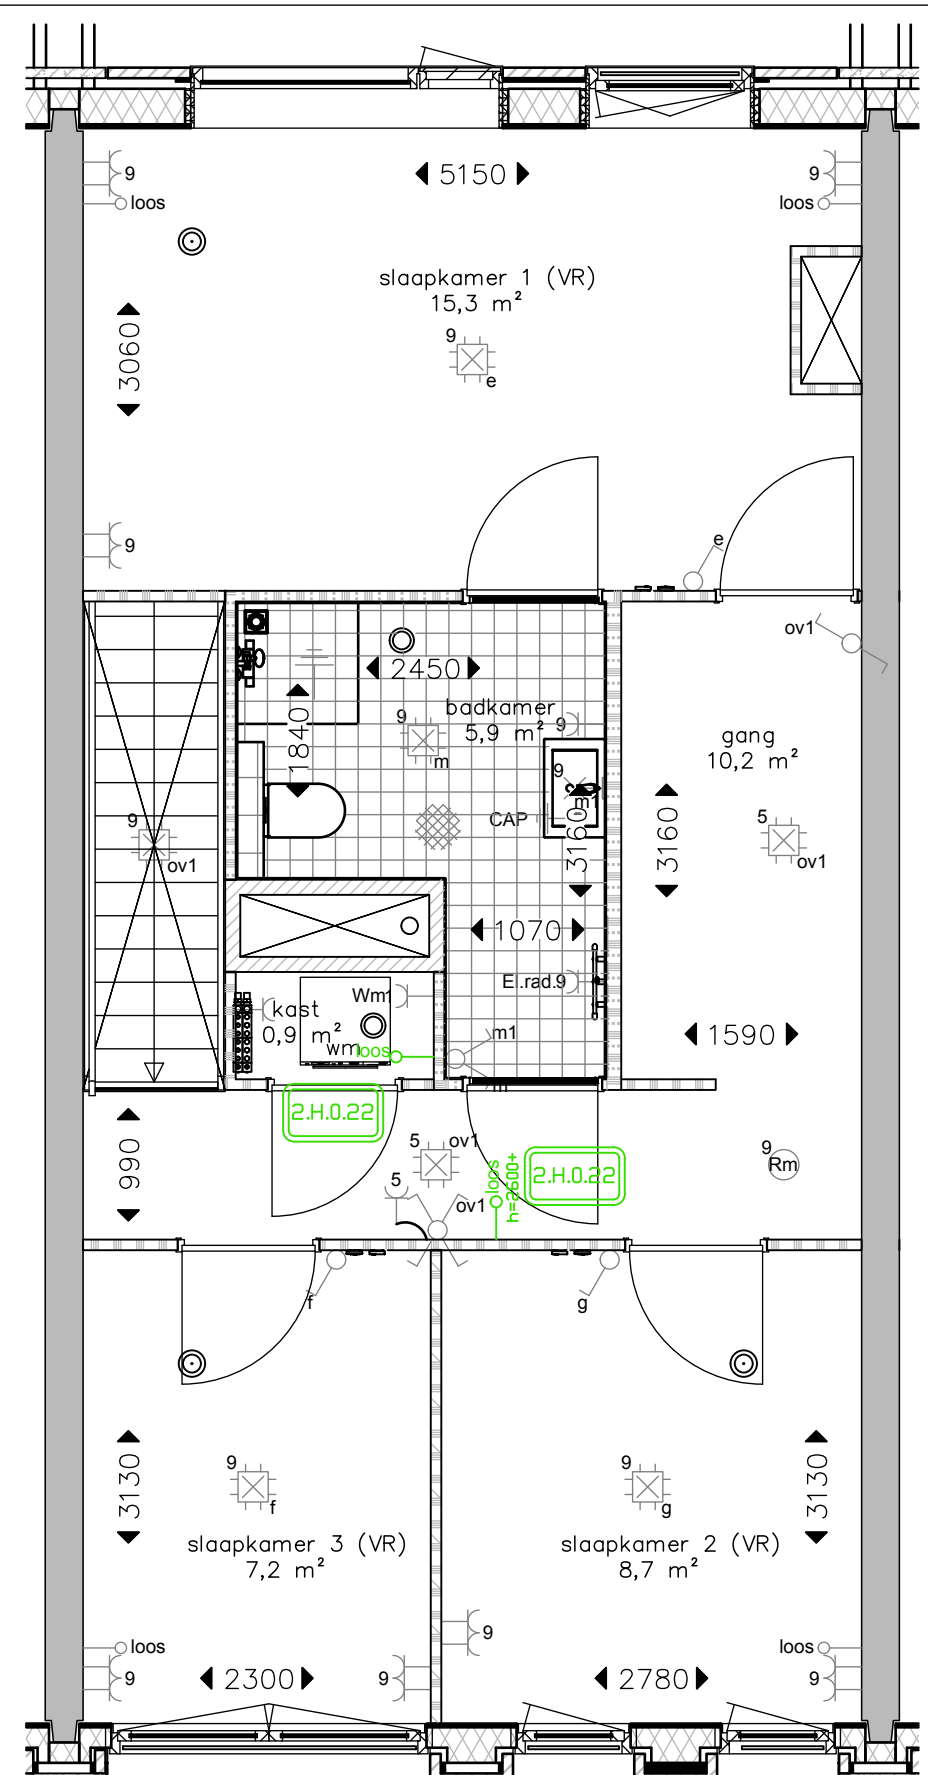 5150
9
loos
9
loos
slaapkamer 1 (VR)
15,3 m²
3060
9
e
9
e
ov1
2450
badkamer
5,9 m²
9
9
m
1840
gang
10,2 m²
9
m1
CAP
3160
3160
5
ov1
9
ov1
1070
El.rad.9
Wm1
kast
0,9 m²
wm
loos
m1
m
1590
2.H.0.22
990
5
ov1
5
ov1
loos
h=2600+
2.H.0.22
9
Rm
f
g
3130
9
f
slaapkamer 3 (VR)
7,2 m²
9
g
slaapkamer 2 (VR)
8,7 m²
3130
9
loos
9
2300
9
2780
loos
9